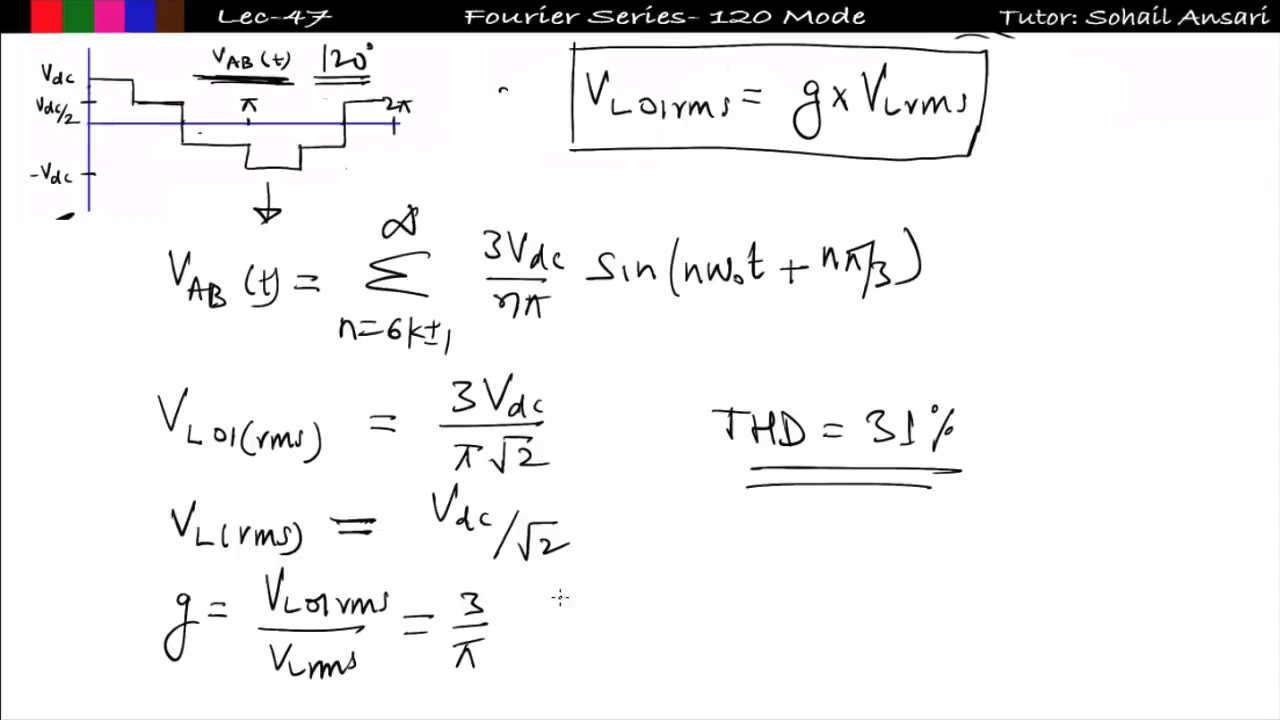 Lec-47 Fourier Series- 120 Mode Tutor: Sohail Ansari
VAB(t) 120°
Vdc
Vdc/2
π
2π
-Vdc
VL01rms = g x VLrms
VAB(t) = ∑ 3Vdc/nπ sin(nω₀t + nπ/3)
∞
n=6k±1
VL01(rms) = 3Vdc/π√2
THD = 31%
VL(rms) = Vdc/√2
g = VL01rms/VLrms = 3/π